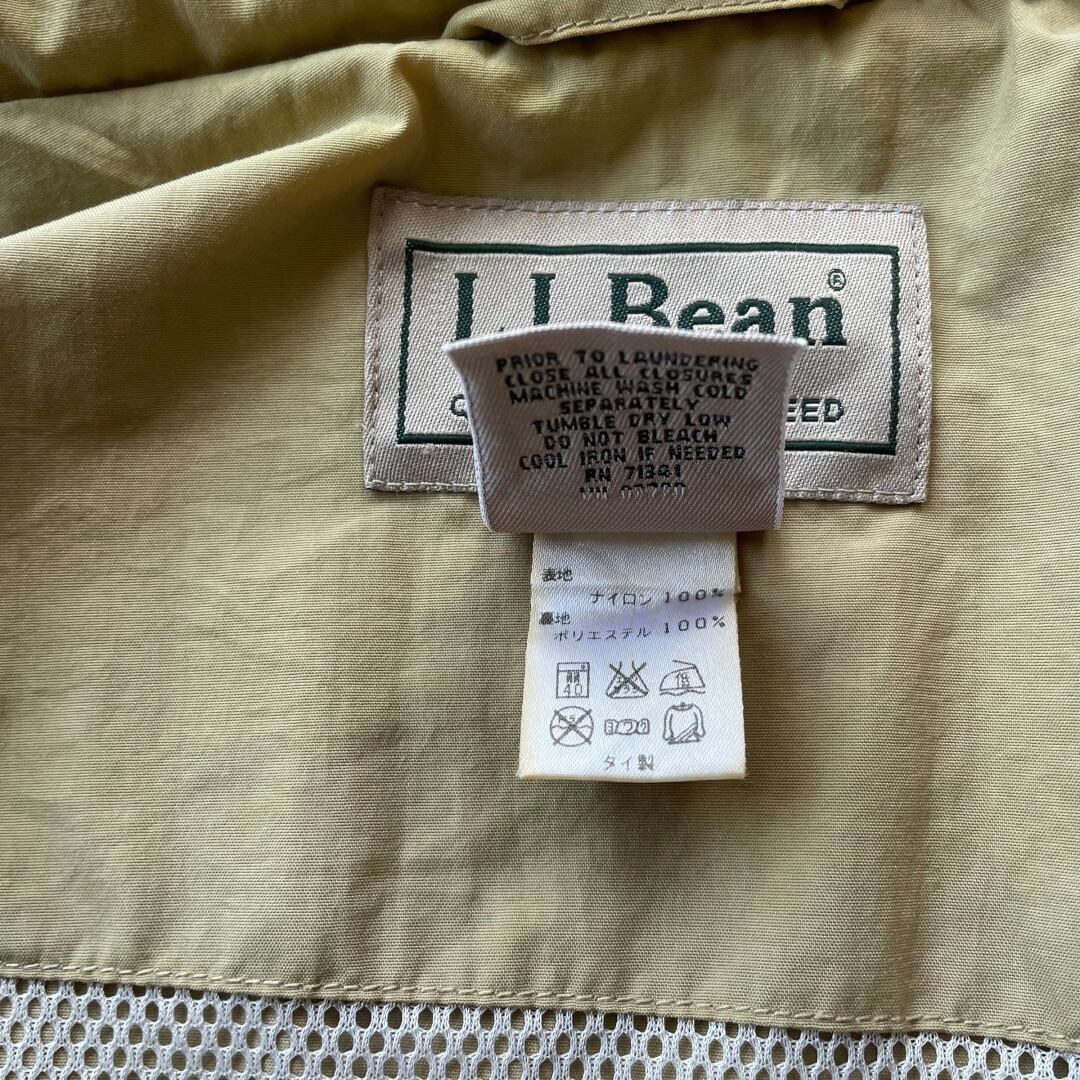 L.L.Bean®
EED
PRIOR TO LAUNDERING
CLOSE ALL CLOSURES
MACHINE WASH COLD
SEPARATELY
TUMBLE DRY LOW
DO NOT BLEACH
COOL IRON IF NEEDED
RN 71341
表地
ナイロン 100%
裏地
ポリエステル 100%
40
低
タイ製